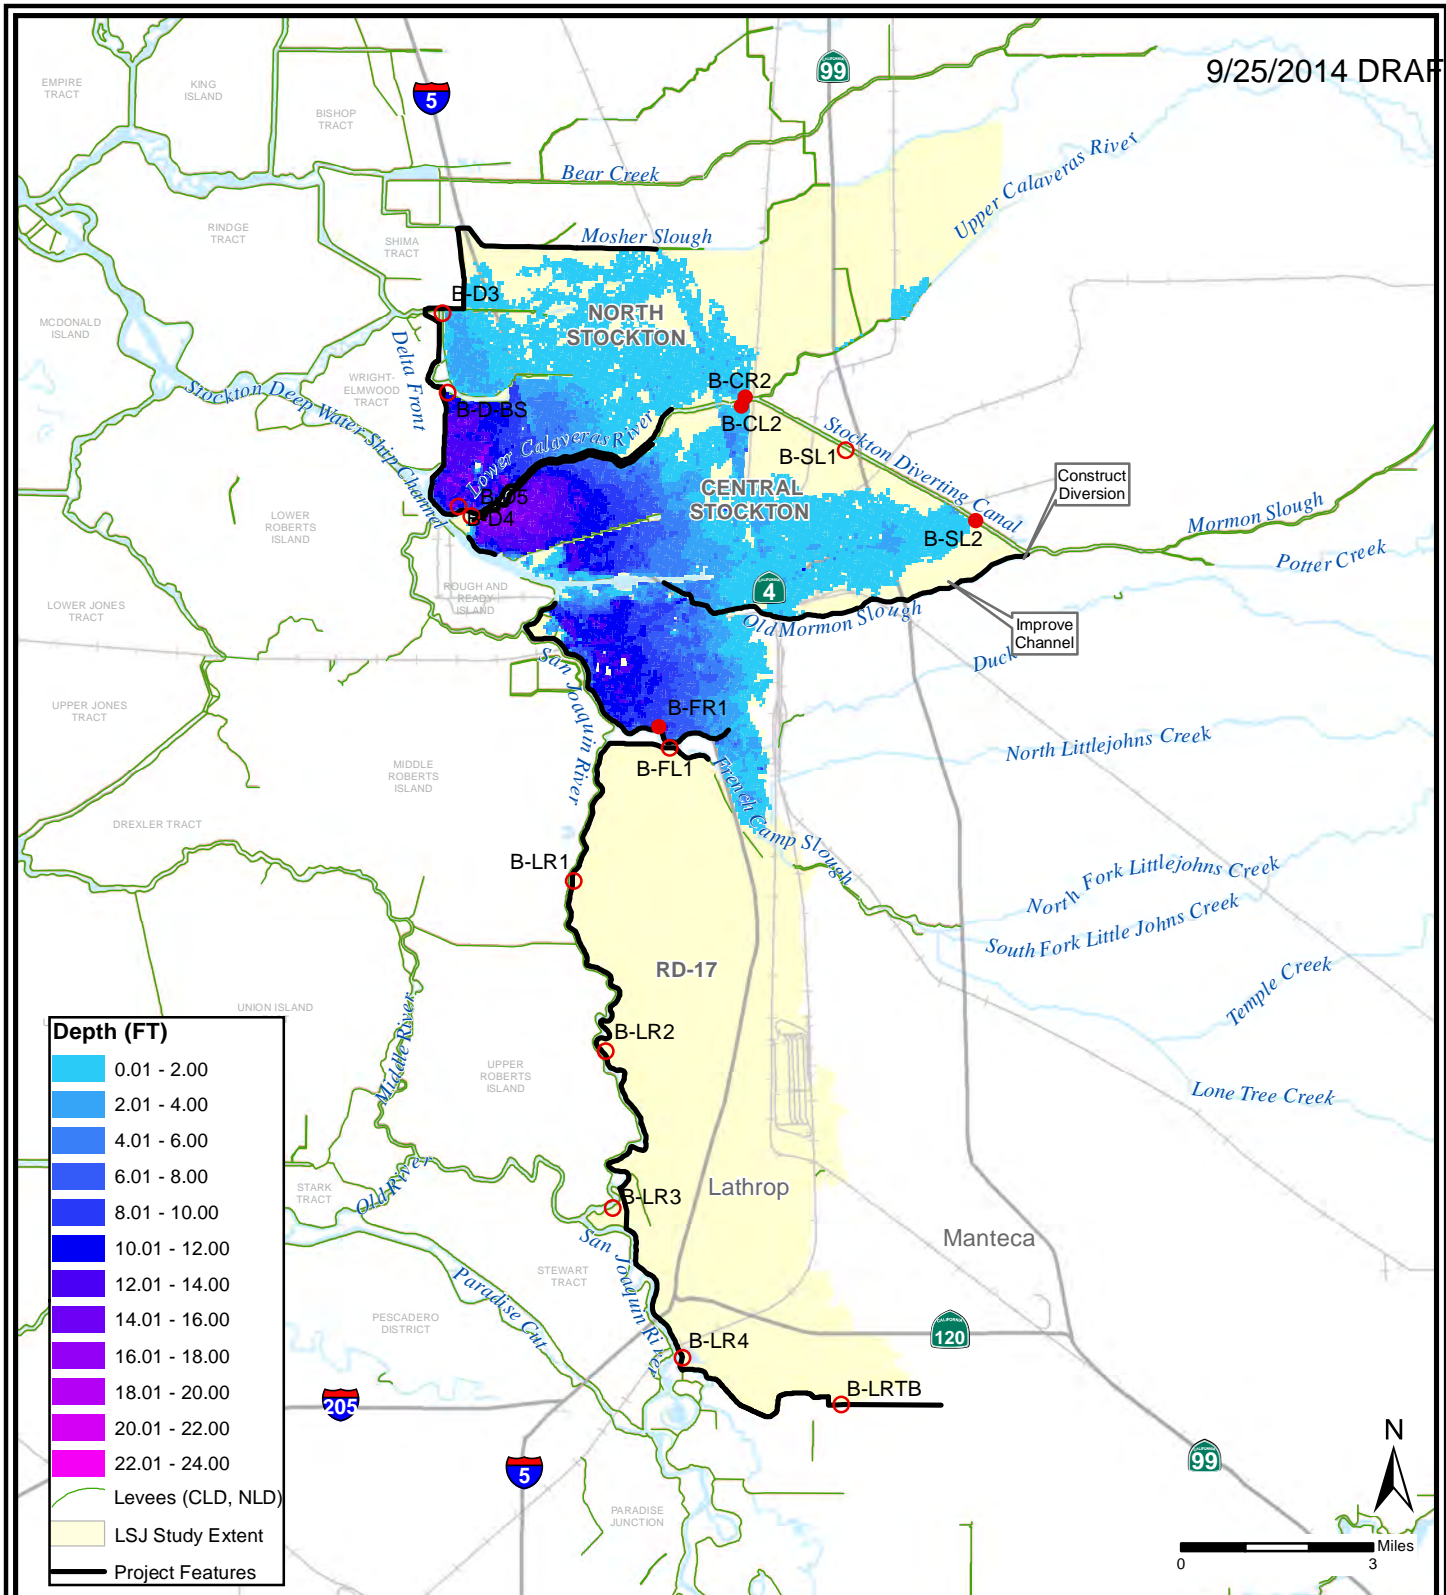 9/25/2014 DRAF
EMPIRE
TRACT
KING
ISLAND
BISHOP
TRACT
5
CALIFORNIA
99
Bear Creek
Upper Calaveras River
RINDGE
TRACT
SHIMA
TRACT
Mosher Slough
B-D3
NORTH
STOCKTON
MCDONALD
ISLAND
Delta Front
WRIGHT-
ELMWOOD
TRACT
Stockton Deep Water Ship Channel
B-D-BS
B-CR2
B-CL2
Lower Calaveras River
B-SL1
Stockton Diverting Canal
Construct
Diversion
CENTRAL
STOCKTON
B-D5
B-D4
B-SL2
Mormon Slough
Potter Creek
LOWER
ROBERTS
ISLAND
ROUGH AND
READY
ISLAND
CALIFORNIA
4
LOWER JONES
TRACT
Old Mormon Slough
Improve
Channel
Duck
San Joaquin River
UPPER JONES
TRACT
B-FR1
B-FL1
North Littlejohns Creek
French Camp Slough
MIDDLE
ROBERTS
ISLAND
DREXLER TRACT
B-LR1
North Fork Littlejohns Creek
South Fork Little Johns Creek
RD-17
Temple Creek
UNION ISLAND
Middle River
B-LR2
UPPER
ROBERTS
ISLAND
Lone Tree Creek
STARK
TRACT
Old River
B-LR3
Lathrop
Manteca
San Joaquin River
STEWART
TRACT
Paradise Cut
PESCADERO
DISTRICT
B-LR4
CALIFORNIA
120
B-LRTB
205
5
CALIFORNIA
99
PARADISE
JUNCTION
N
Miles
0
3
Depth (FT)
0.01 - 2.00
2.01 - 4.00
4.01 - 6.00
6.01 - 8.00
8.01 - 10.00
10.01 - 12.00
12.01 - 14.00
14.01 - 16.00
16.01 - 18.00
18.01 - 20.00
20.01 - 22.00
22.01 - 24.00
Levees (CLD, NLD)
LSJ Study Extent
Project Features